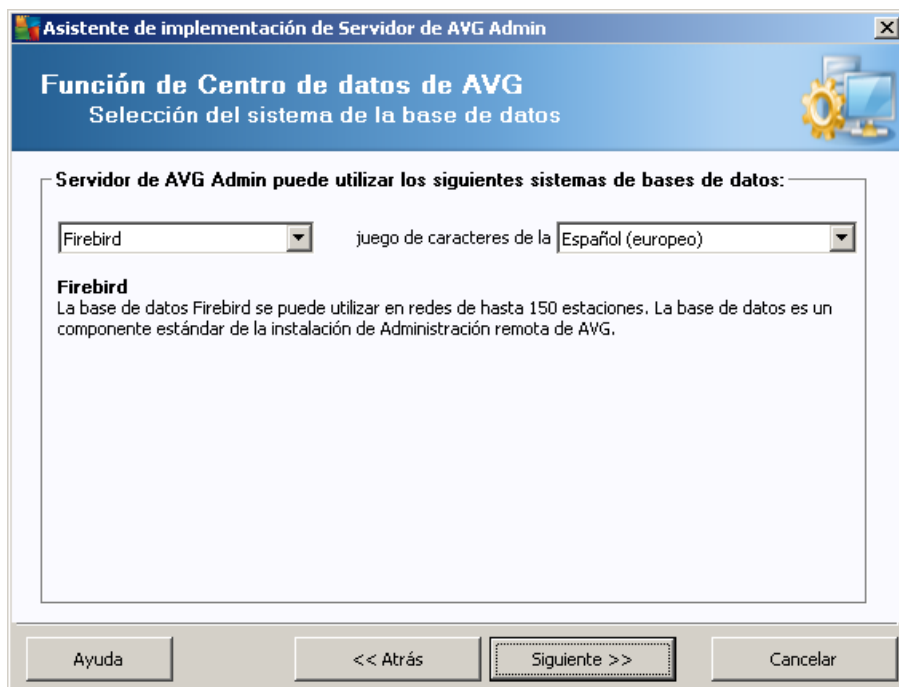 Asistente de implementación de Servidor de AVG Admin
Función de Centro de datos de AVG
Selección del sistema de la base de datos
Servidor de AVG Admin puede utilizar los siguientes sistemas de bases de datos:
Firebird juego de caracteres de la Español (europeo)
Firebird
La base de datos Firebird se puede utilizar en redes de hasta 150 estaciones. La base de datos es un
componente estándar de la instalación de Administración remota de AVG.
Ayuda << Atrás Siguiente >> Cancelar